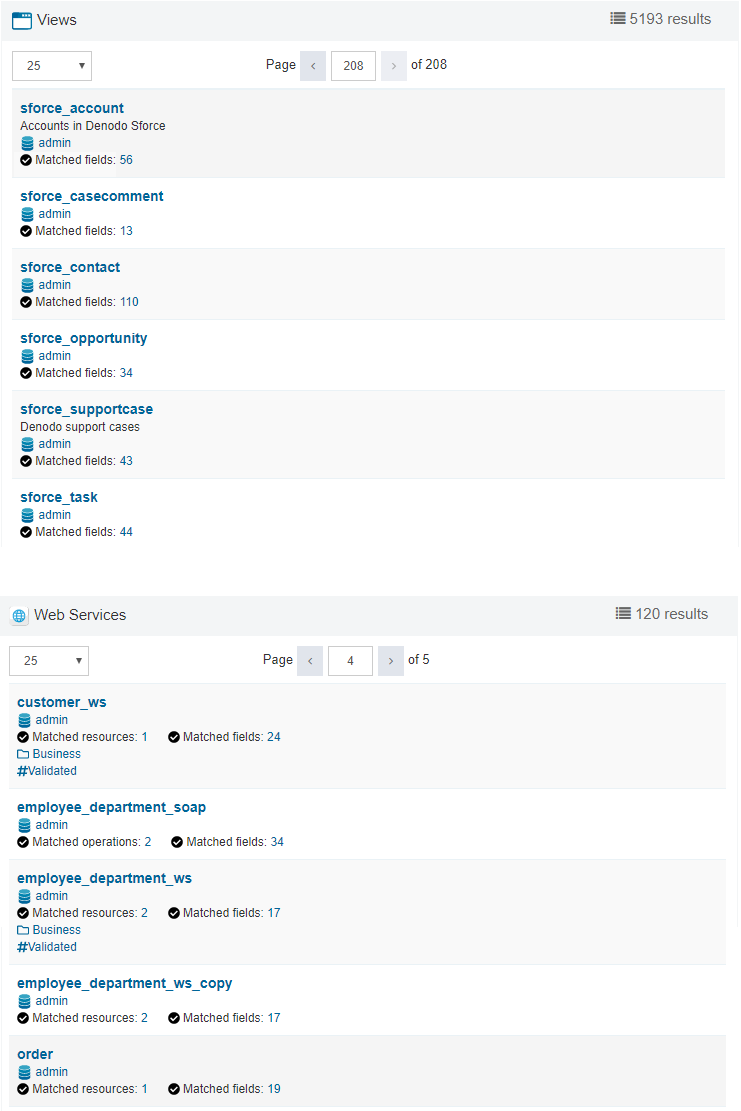 Views 5193 results
25 Page 208 of 208
sforce_account
Accounts in Denodo Sforce
admin
Matched fields: 56
sforce_casecomment
admin
Matched fields: 13
sforce_contact
admin
Matched fields: 110
sforce_opportunity
admin
Matched fields: 34
sforce_supportcase
Denodo support cases
admin
Matched fields: 43
sforce_task
admin
Matched fields: 44
Web Services 120 results
25 Page 4 of 5
customer_ws
admin
Matched resources: 1 Matched fields: 24
Business
#Validated
employee_department_soap
admin
Matched operations: 2 Matched fields: 34
employee_department_ws
admin
Matched resources: 2 Matched fields: 17
Business
#Validated
employee_department_ws_copy
admin
Matched resources: 2 Matched fields: 17
order
admin
Matched resources: 1 Matched fields: 19